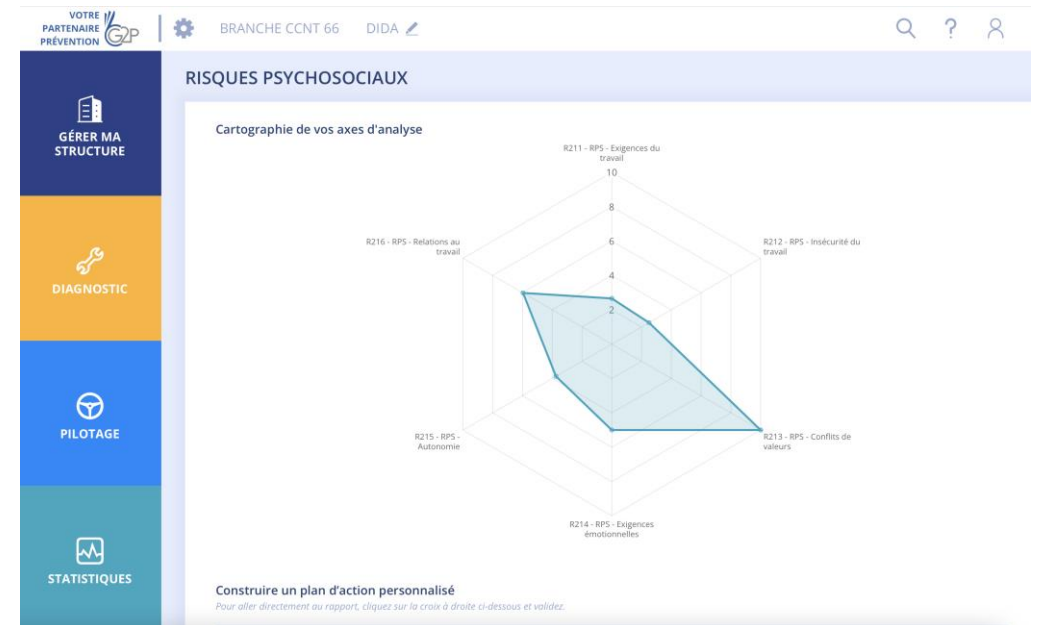 VOTRE
PARTENAIRE
PRÉVENTION
G2P
BRANCHE CCNT 66 DIDA
?
GÉRER MA
STRUCTURE
DIAGNOSTIC
PILOTAGE
STATISTIQUES
RISQUES PSYCHOSOCIAUX
Cartographie de vos axes d'analyse
R211 - RPS - Exigences du
travail
10
8
6
4
2
R216 - RPS - Relations au
travail
R212 - RPS - Insécurité du
travail
R215 - RPS -
Autonomie
R213 - RPS - Conflits de
valeurs
R214 - RPS - Exigences
émotionnelles
Construire un plan d'action personnalisé
Pour aller directement au rapport, cliquez sur la croix à droite ci-dessous et validez.